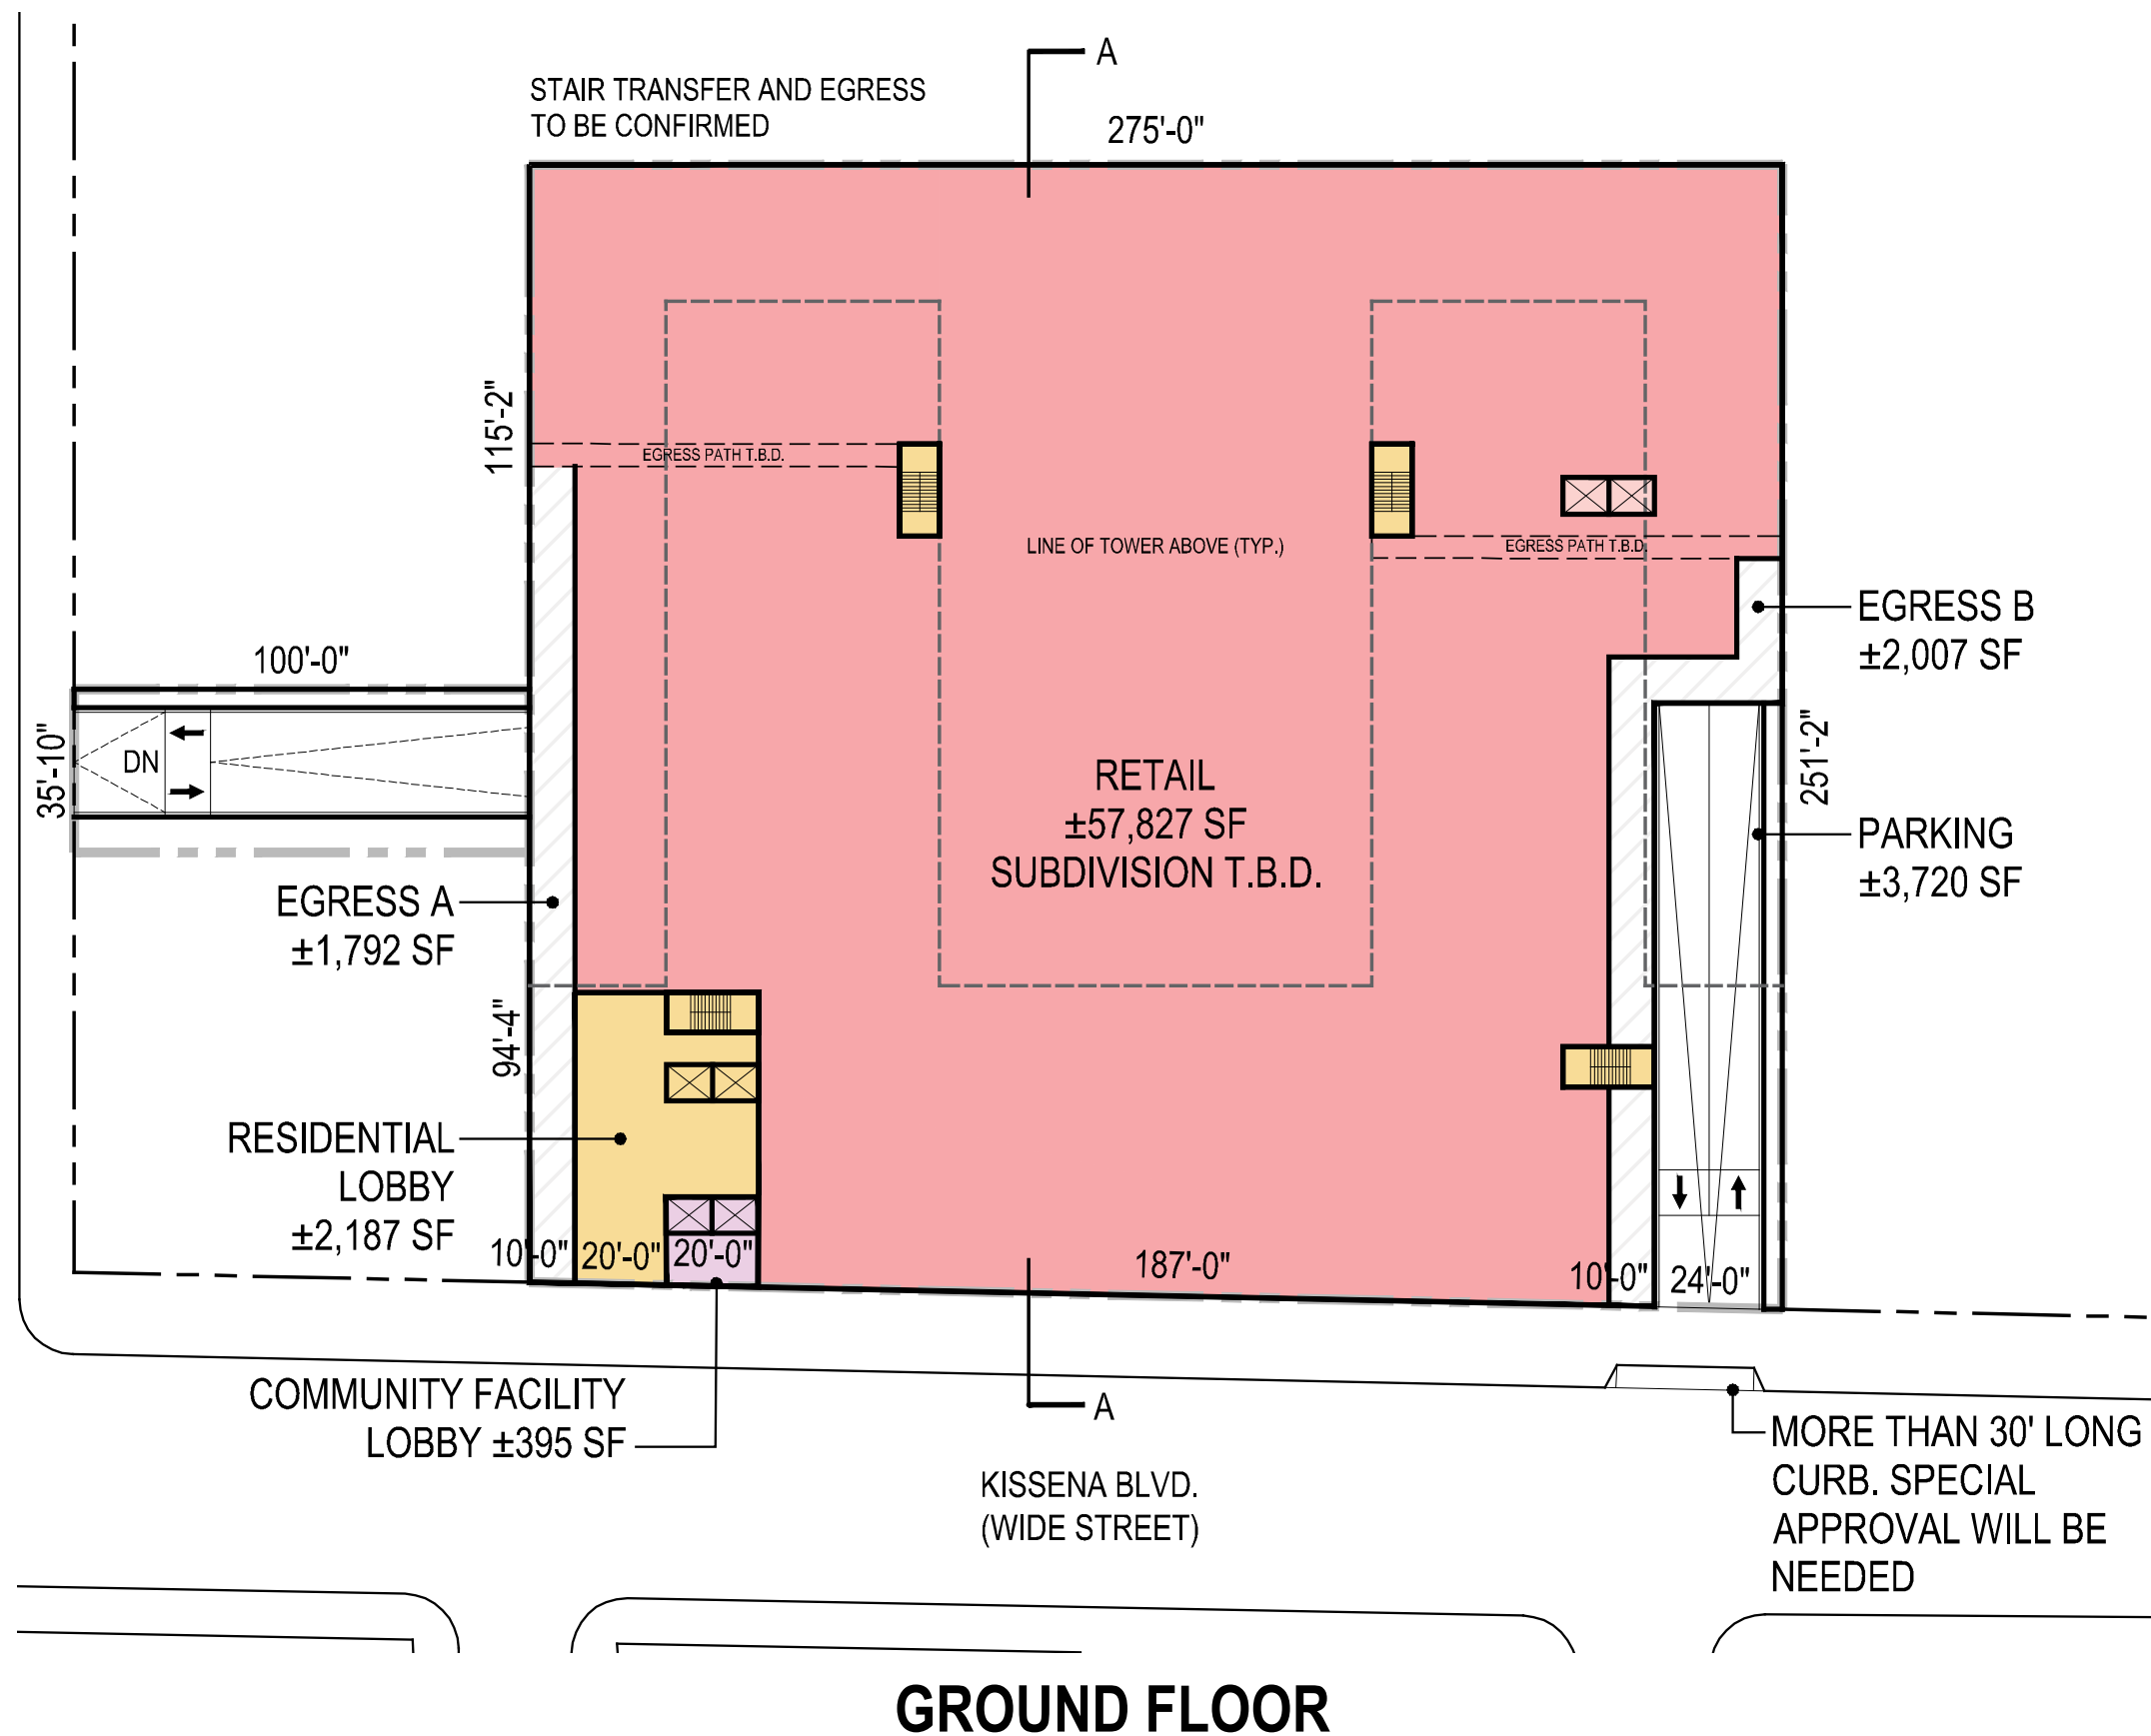 A
STAIR TRANSFER AND EGRESS
TO BE CONFIRMED
275'-0"
115'-2"
EGRESS PATH T.B.D.
LINE OF TOWER ABOVE (TYP.)
EGRESS PATH T.B.D.
EGRESS B
±2,007 SF
100'-0"
35'-10"
DN
251'-2"
RETAIL
±57,827 SF
SUBDIVISION T.B.D.
PARKING
±3,720 SF
EGRESS A
±1,792 SF
94'-4"
RESIDENTIAL
LOBBY
±2,187 SF
10'-0"
20'-0"
20'-0"
187'-0"
10'-0"
24'-0"
COMMUNITY FACILITY
LOBBY ±395 SF
A
MORE THAN 30' LONG
CURB. SPECIAL
APPROVAL WILL BE
NEEDED
KISSENA BLVD.
(WIDE STREET)
GROUND FLOOR